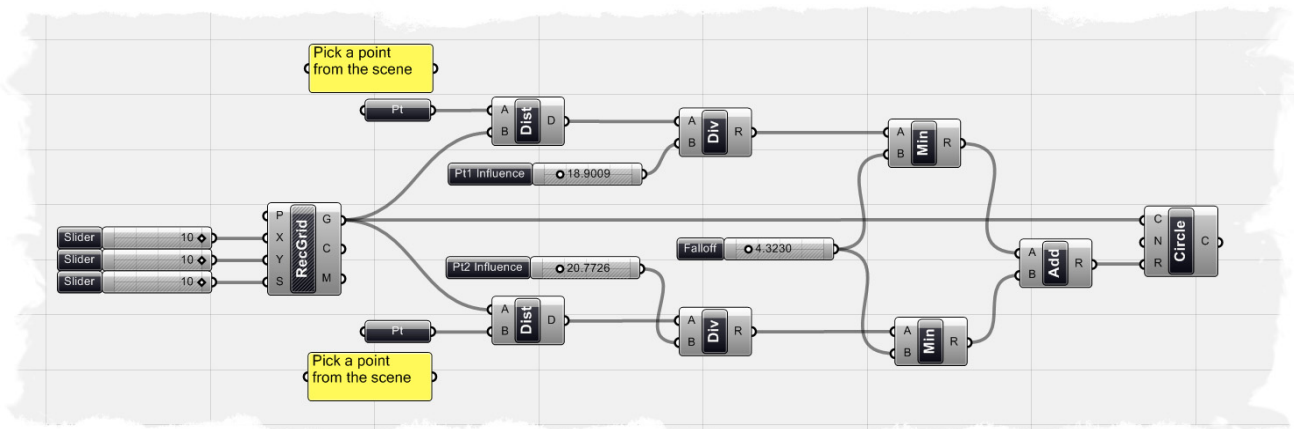 Pick a point
from the scene
Pt
A
B
Dist
D
A
B
Div
R
A
B
Min
R
Pt1 Influence
18.9009
P
X
Y
S
RecGrid
G
C
M
Slider
10
Slider
10
Slider
10
C
N
R
Circle
C
Falloff
4.3230
A
B
Add
R
Pt2 Influence
20.7726
A
B
Dist
D
A
B
Div
R
A
B
Min
R
Pt
Pick a point
from the scene